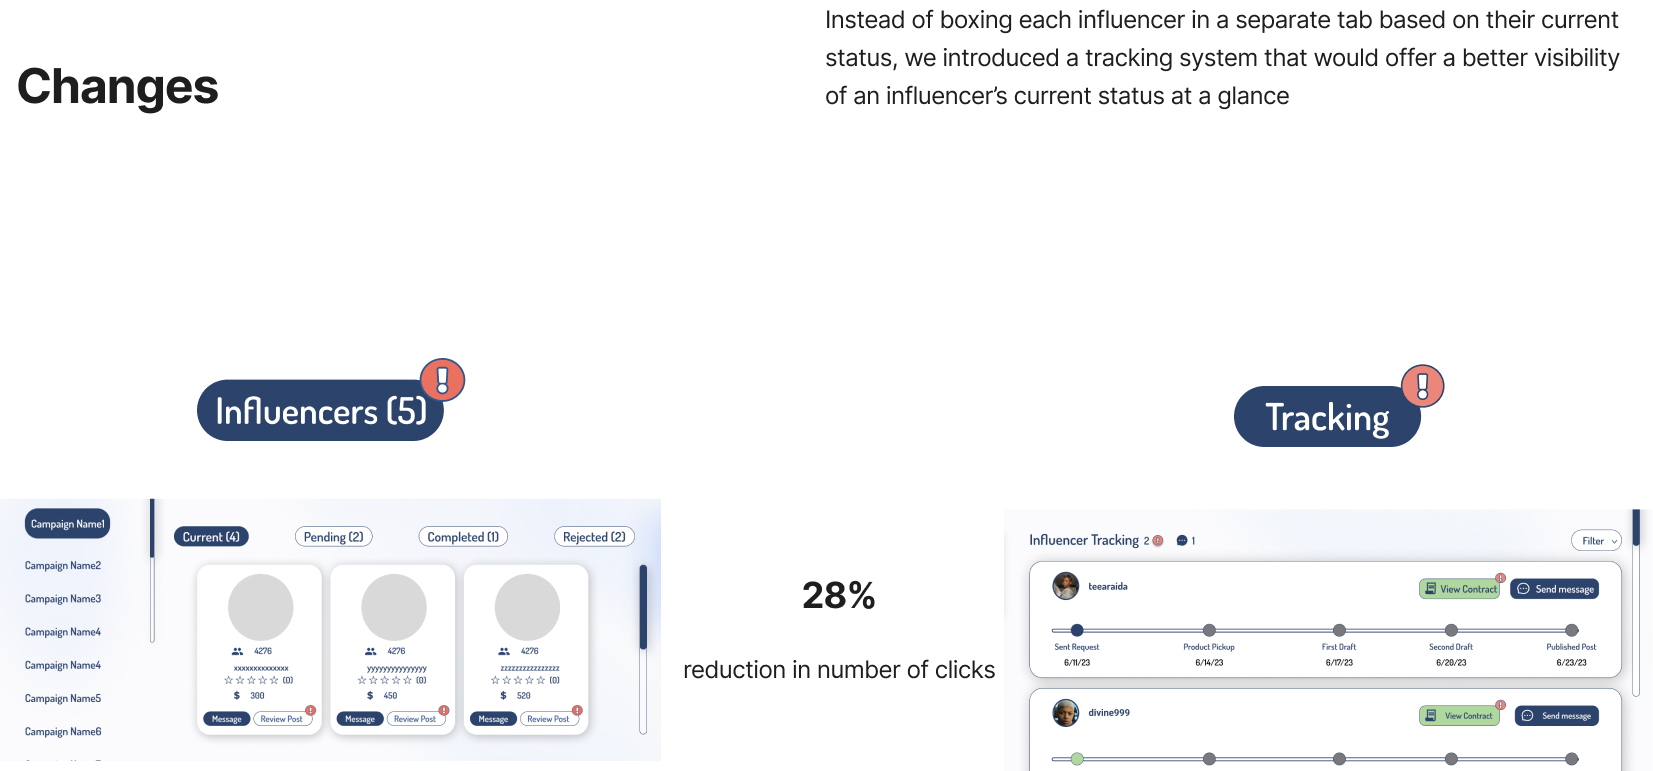 Changes
Instead of boxing each influencer in a separate tab based on their current
status, we introduced a tracking system that would offer a better visibility
of an influencer’s current status at a glance
Influencers (5)
!
Campaign Name1
Campaign Name2
Campaign Name3
Campaign Name4
Campaign Name4
Campaign Name5
Campaign Name6
Current (4) Pending (2) Completed (1) Rejected (2)
4276 4276 4276
xxxxxxxxxxxxxx yyyyyyyyyyyyyyy zzzzzzzzzzzzzzzz
(0) (0) (0)
$ 300 $ 450 $ 520
Message Review Post ! Message Review Post ! Message Review Post !
28%
reduction in number of clicks
Tracking
!
Influencer Tracking 2 ! 1 Filter
teearaida View Contract ! Send message
Sent Request Product Pickup First Draft Second Draft Published Post
6/11/23 6/14/23 6/17/23 6/20/23 6/23/23
divine999 View Contract ! Send message